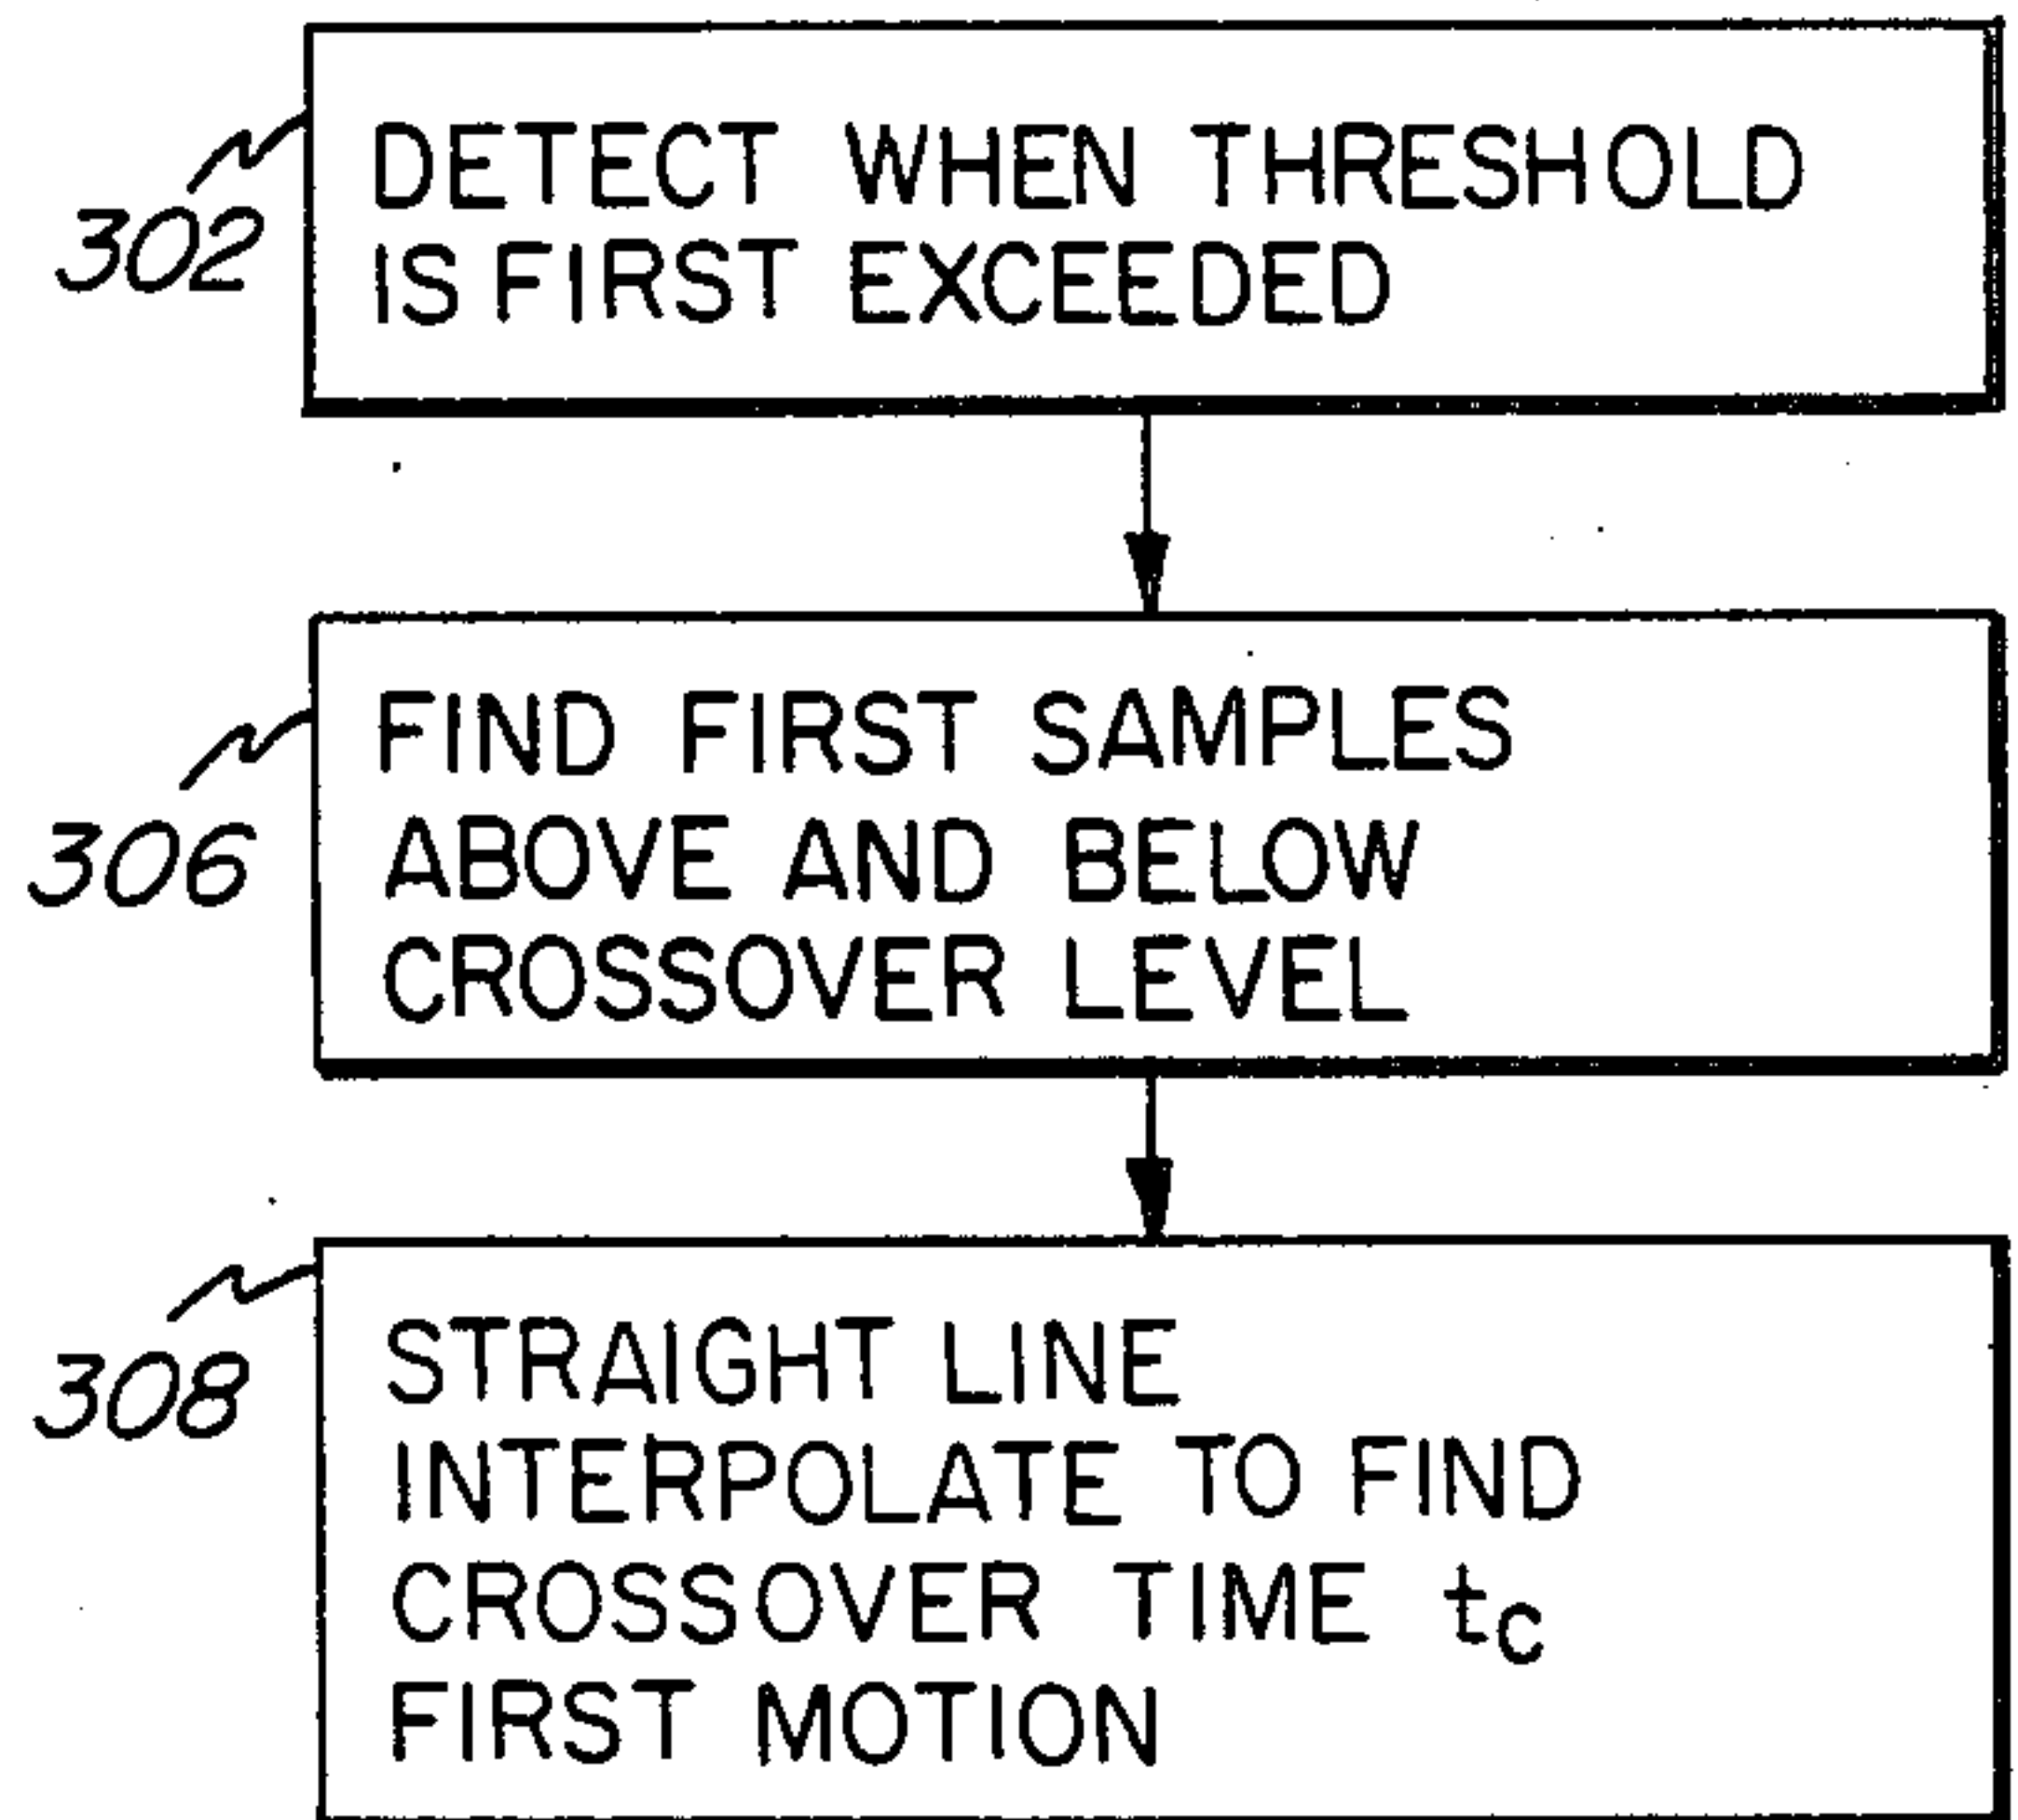 DETECT WHEN THRESHOLD
IS FIRST EXCEEDED
302
FIND FIRST SAMPLES
ABOVE AND BELOW
CROSSOVER LEVEL
306
STRAIGHT LINE
INTERPOLATE TO FIND
CROSSOVER TIME tc
FIRST MOTION
308